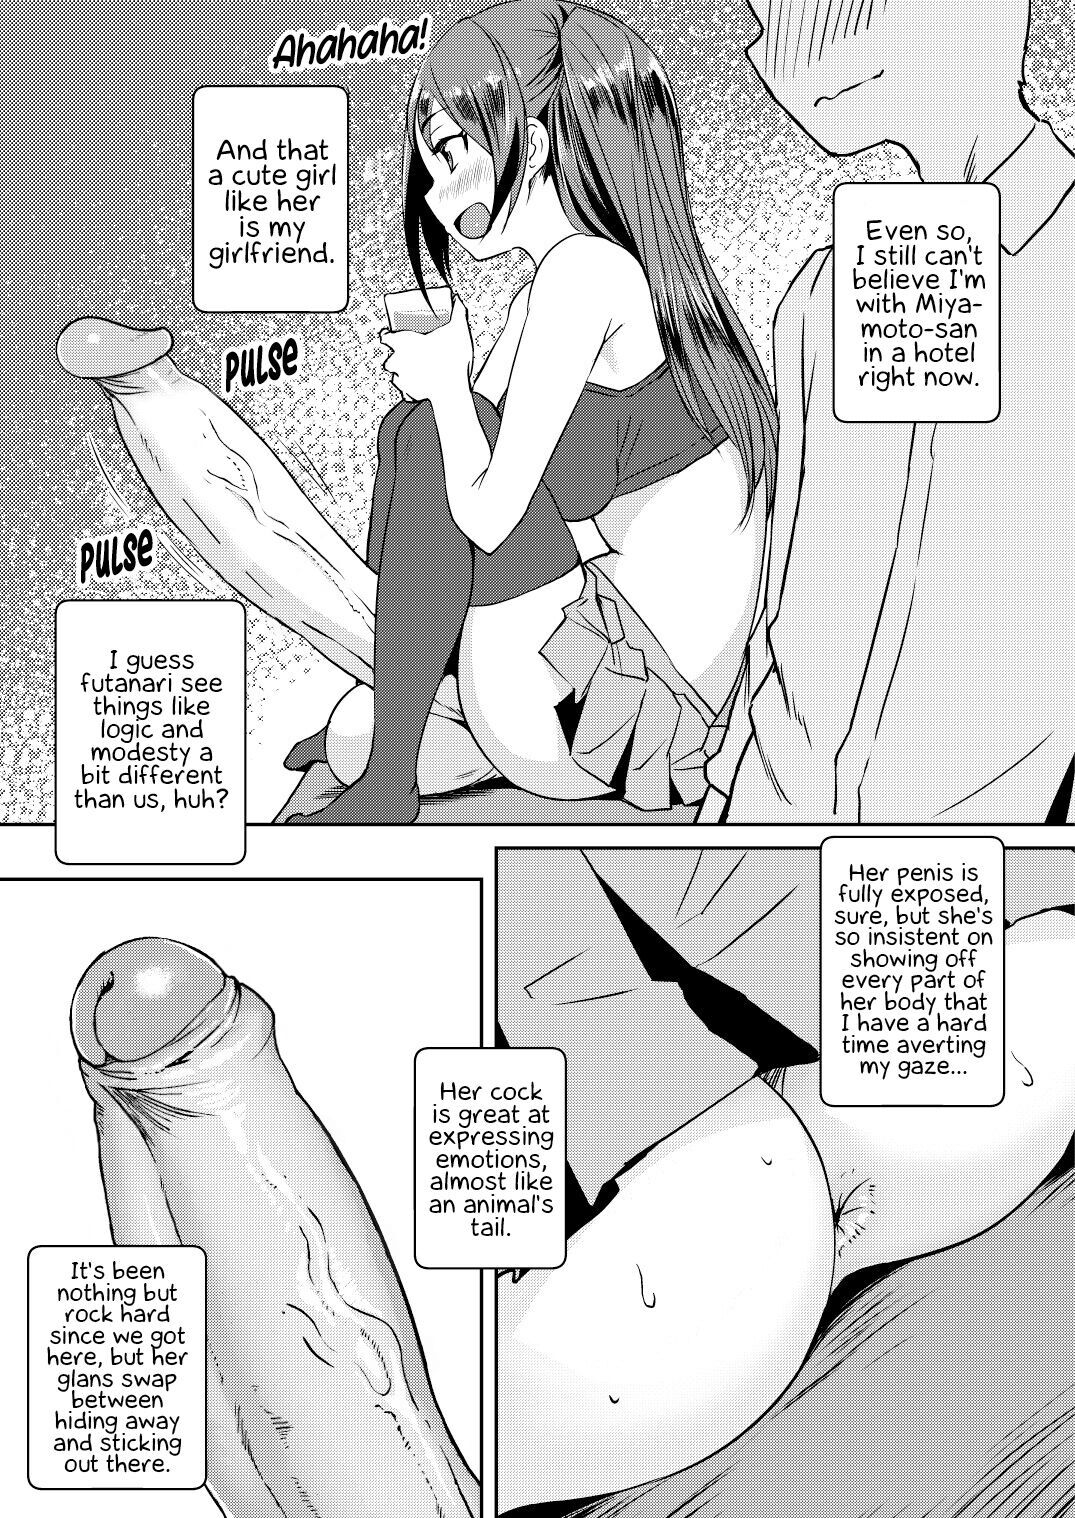 Ahahaha!
Even so,
I still can't
believe I'm
with Miya-
moto-san
in a hotel
right now.
And that
a cute girl
like her
is my
girlfriend.
PULSE
PULSE
I guess
futanari see
things like
logic and
modesty a
bit different
than us, huh?
Her penis is
fully exposed,
sure, but she's
so insistent on
showing off
every part of
her body that
I have a hard
time averting
my gaze...
Her cock
is great at
expressing
emotions,
almost like
an animal's
tail.
It's been
nothing but
rock hard
since we got
here, but her
glans swap
between
hiding away
and sticking
out there.